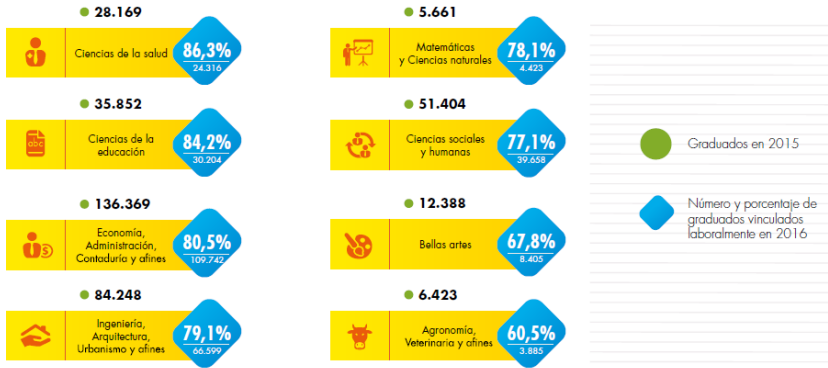 28.169
Ciencias de la salud
86,3%
24.316
35.852
abc
Ciencias de la
educación
84,2%
30.204
136.369
Economía,
Administración,
Contaduría y afines
$
80,5%
109.742
84.248
Ingeniería,
Arquitectura,
Urbanismo y afines
79,1%
66.599
5.661
Matemáticas
y Ciencias naturales
78,1%
4.423
51.404
Ciencias sociales
y humanas
77,1%
39.658
12.388
Bellas artes
67,8%
8.405
6.423
Agronomía,
Veterinaria y afines
60,5%
3.885
Graduados en 2015
Número y porcentaje de
graduados vinculados
laboralmente en 2016